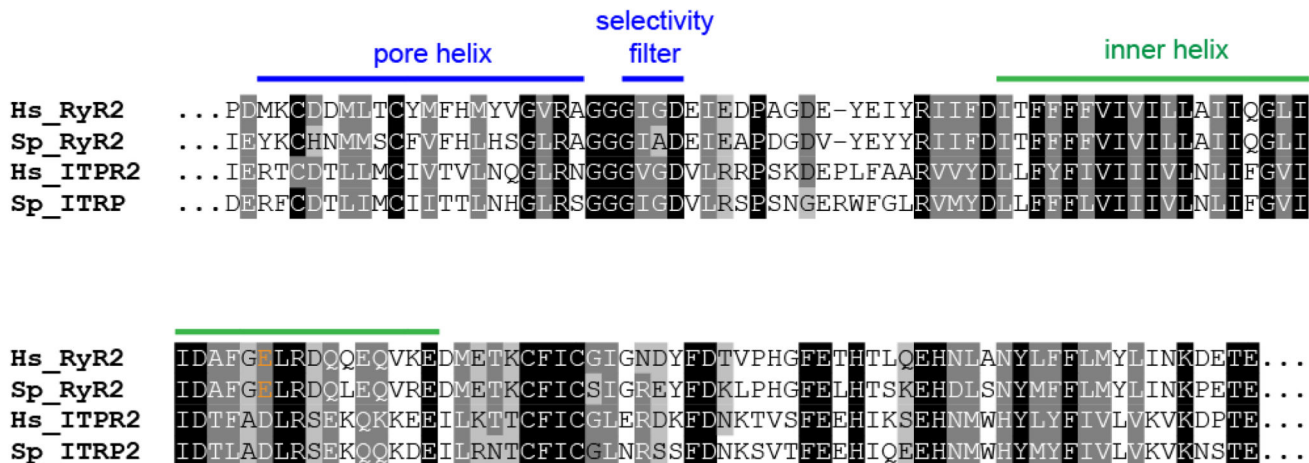 selectivity
pore helix filter inner helix
Hs_RyR2 ...PDMKCDDMLTCYMFHMYVGVRAGGGIGDEIEDPAGDE-YEIYRIIFDITFFFFVIVILLAIIQGLI
Sp_RyR2 ...IEYKCHNMMSCFVFHLHSGLRAGGGIADEIEAPDGDV-YEYYRIIFDITFFFFVIVILLAIIQGLI
Hs_ITPR2 ...IERTCDTLLMCIVTVLNQGLRNGGGVGDVLRRPSKDEPLFAARVVYDLLFYFIVIIIVLNLIFGVI
Sp_ITRP ...DERFCDTLIMCIITTLNHGLRSGGGIGDVLRSPSNGERWFGLRVMYDLLFFFLVIIIVLNLIFGVI
Hs_RyR2 IDAFGELRDQQEQVKEDMETKCFICGIGNDYFDTVPHGFETHTLQEHNLANYLFFLMYLINKDETE...
Sp_RyR2 IDAFGELRDQLEQVREDMETKCFICSIGREYFDKLPHGFELHTSKEHDLSNYMFFLMYLINKPETE...
Hs_ITPR2 IDTFADLRSEKQKKEEILKTTCFICGLERDKFDNKTVSFEEHIKSEHNMWHYLYFIVLVKVKDPTE...
Sp_ITRP2 IDTLADLRSEKQQKDEILRNTCFICGLNRSSFDNKSVTFEEHIQEEHNMWHYMYFIVLVKVKNSTE...